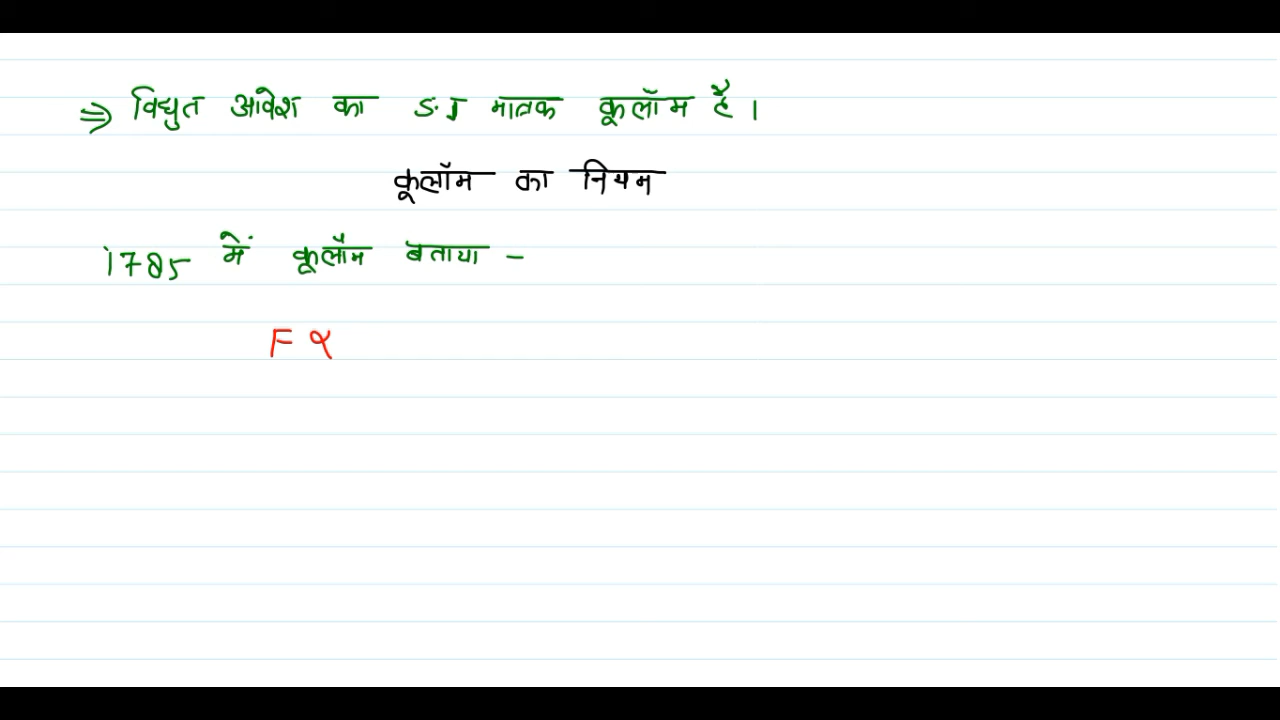 ⇒ विद्युत आवेश का S.I मात्रक कूलॉम है।
कूलॉम का नियम
1785 में कूलॉम बताया -
F ∝